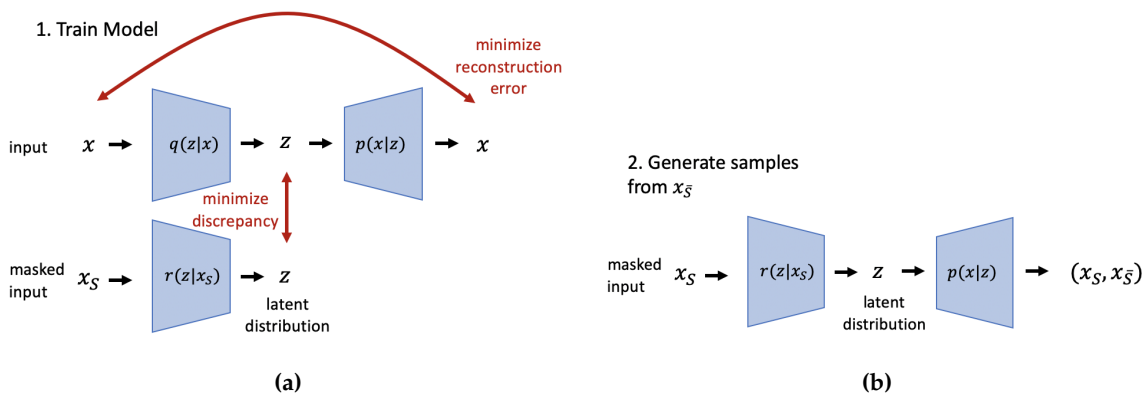 1. Train Model
minimize
reconstruction
error
input x q(z|x) z p(x|z) x
minimize
discrepancy
masked
input
x_S r(z|x_S) z
latent
distribution
(a)
2. Generate samples
from x_S̄
masked
input
x_S r(z|x_S) z p(x|z) (x_S, x_S̄)
latent
distribution
(b)